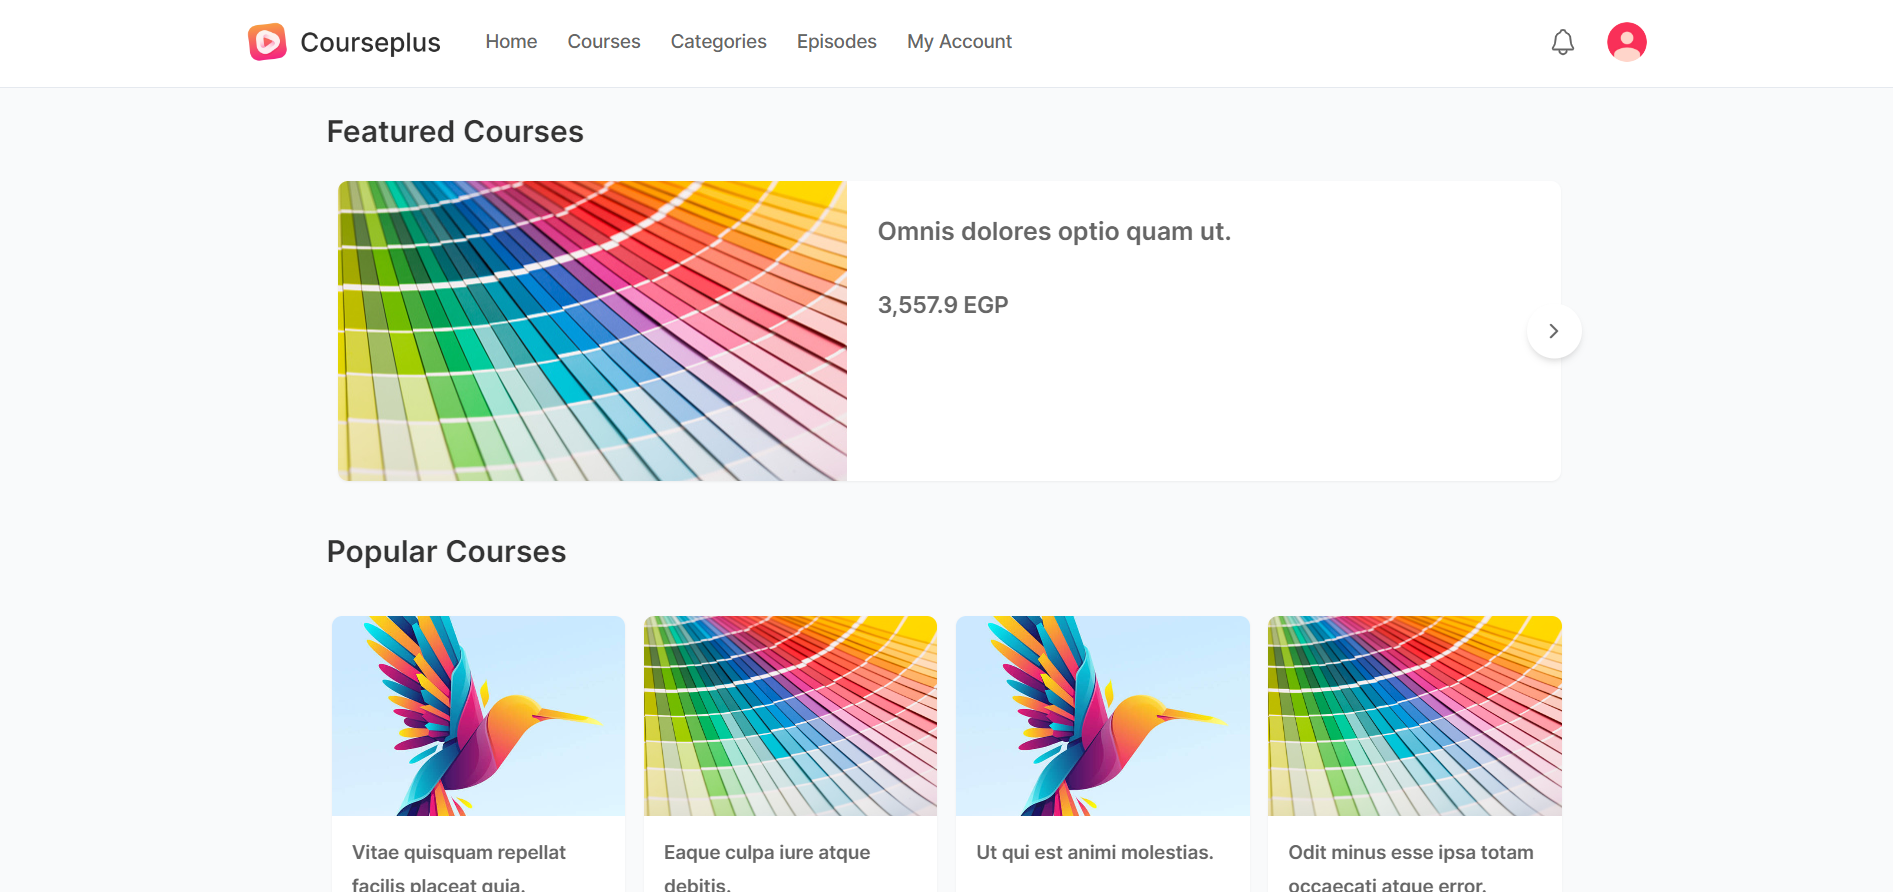 Courseplus
Home
Courses
Categories
Episodes
My Account
Featured Courses
Omnis dolores optio quam ut.
3,557.9 EGP
Popular Courses
Vitae quisquam repellat
facilis placeat quia.
Eaque culpa iure atque
debitis.
Ut qui est animi molestias.
Odit minus esse ipsa totam
occaecati atque error.